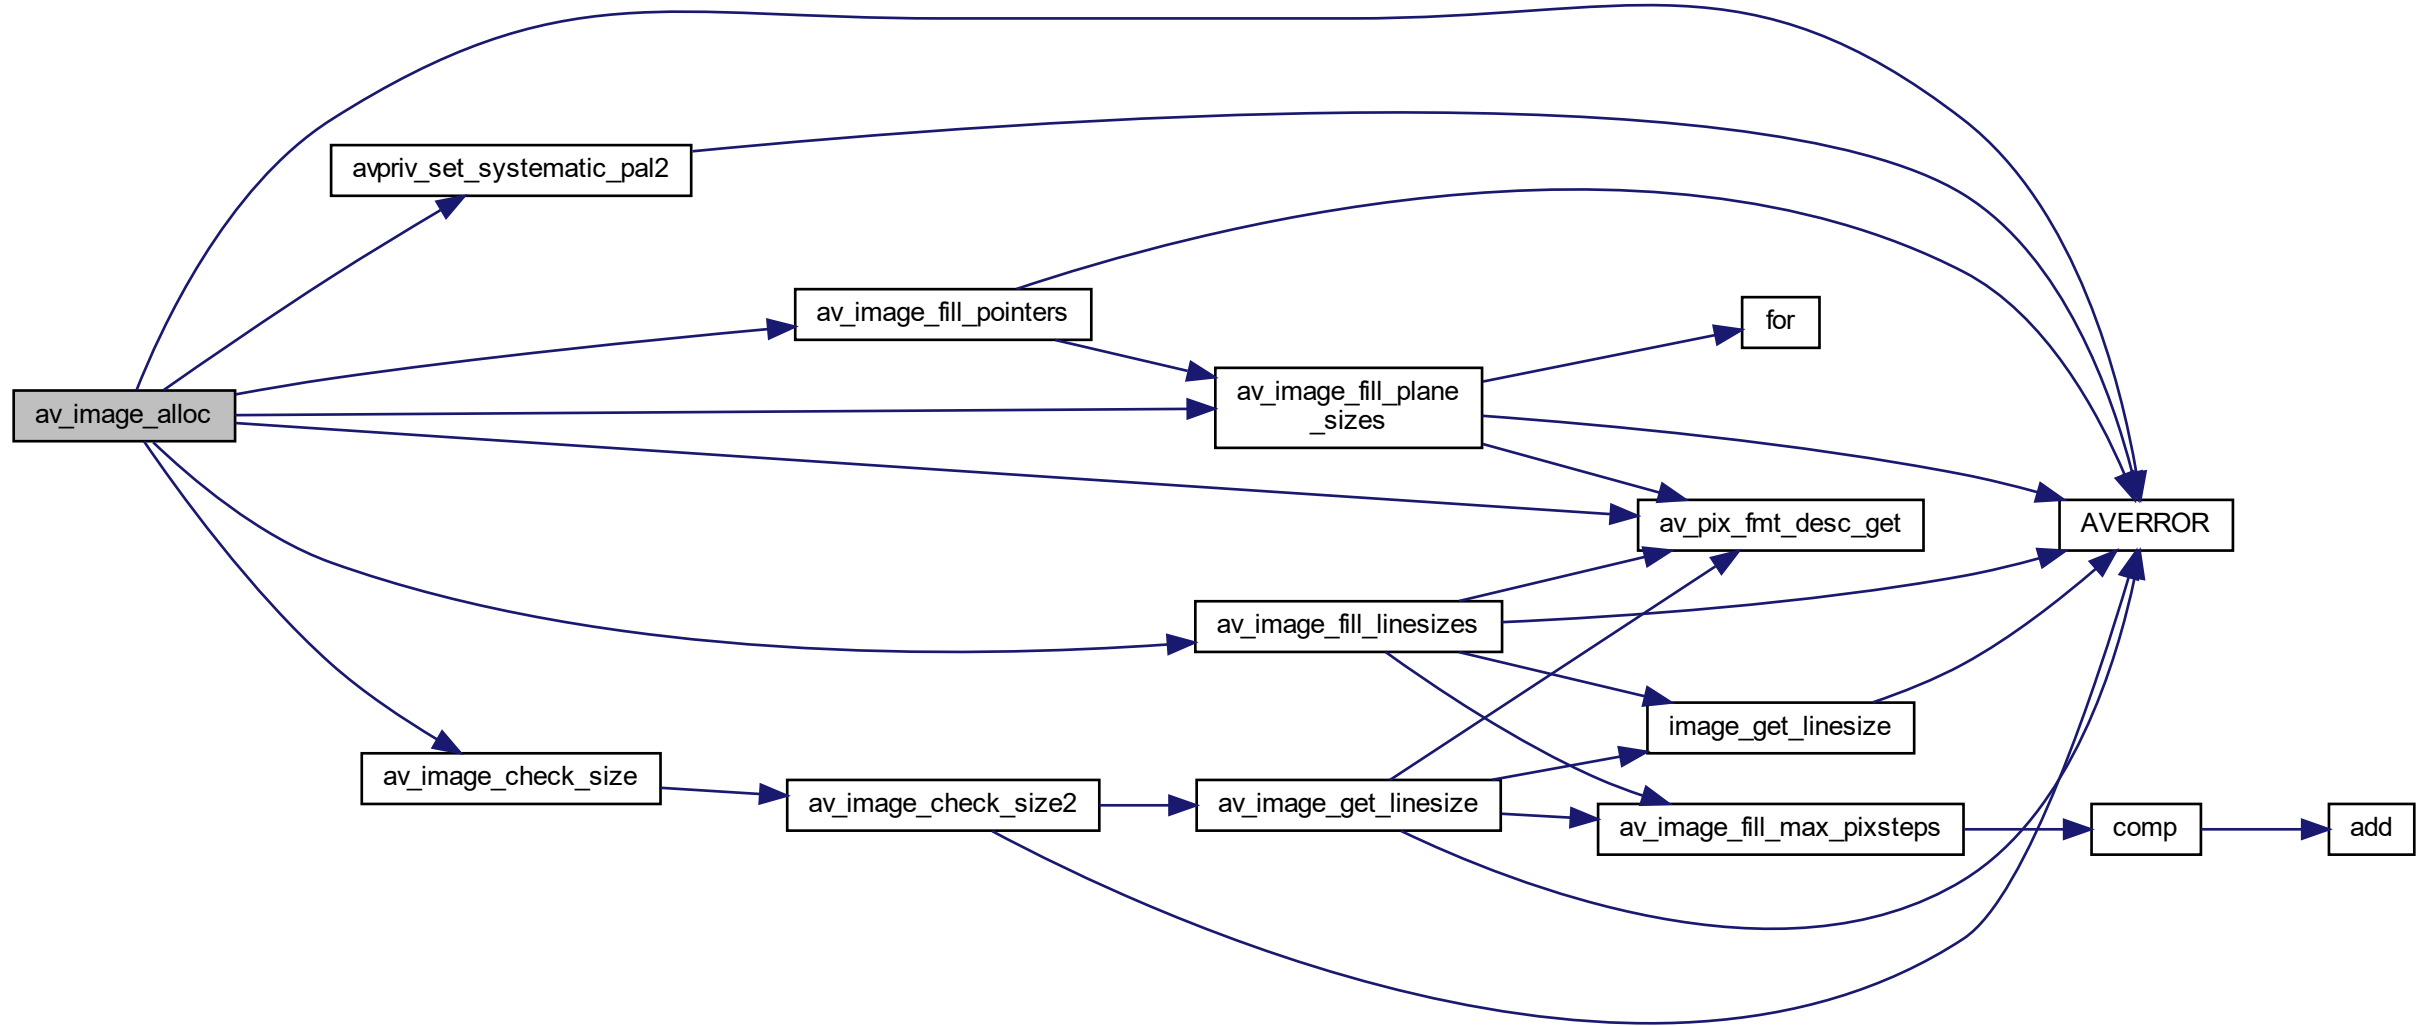 avpriv_set_systematic_pal2
av_image_fill_pointers
for
av_image_fill_plane
_sizes
av_image_alloc
av_pix_fmt_desc_get
AVERROR
av_image_fill_linesizes
image_get_linesize
av_image_check_size
av_image_check_size2
av_image_get_linesize
av_image_fill_max_pixsteps
comp
add